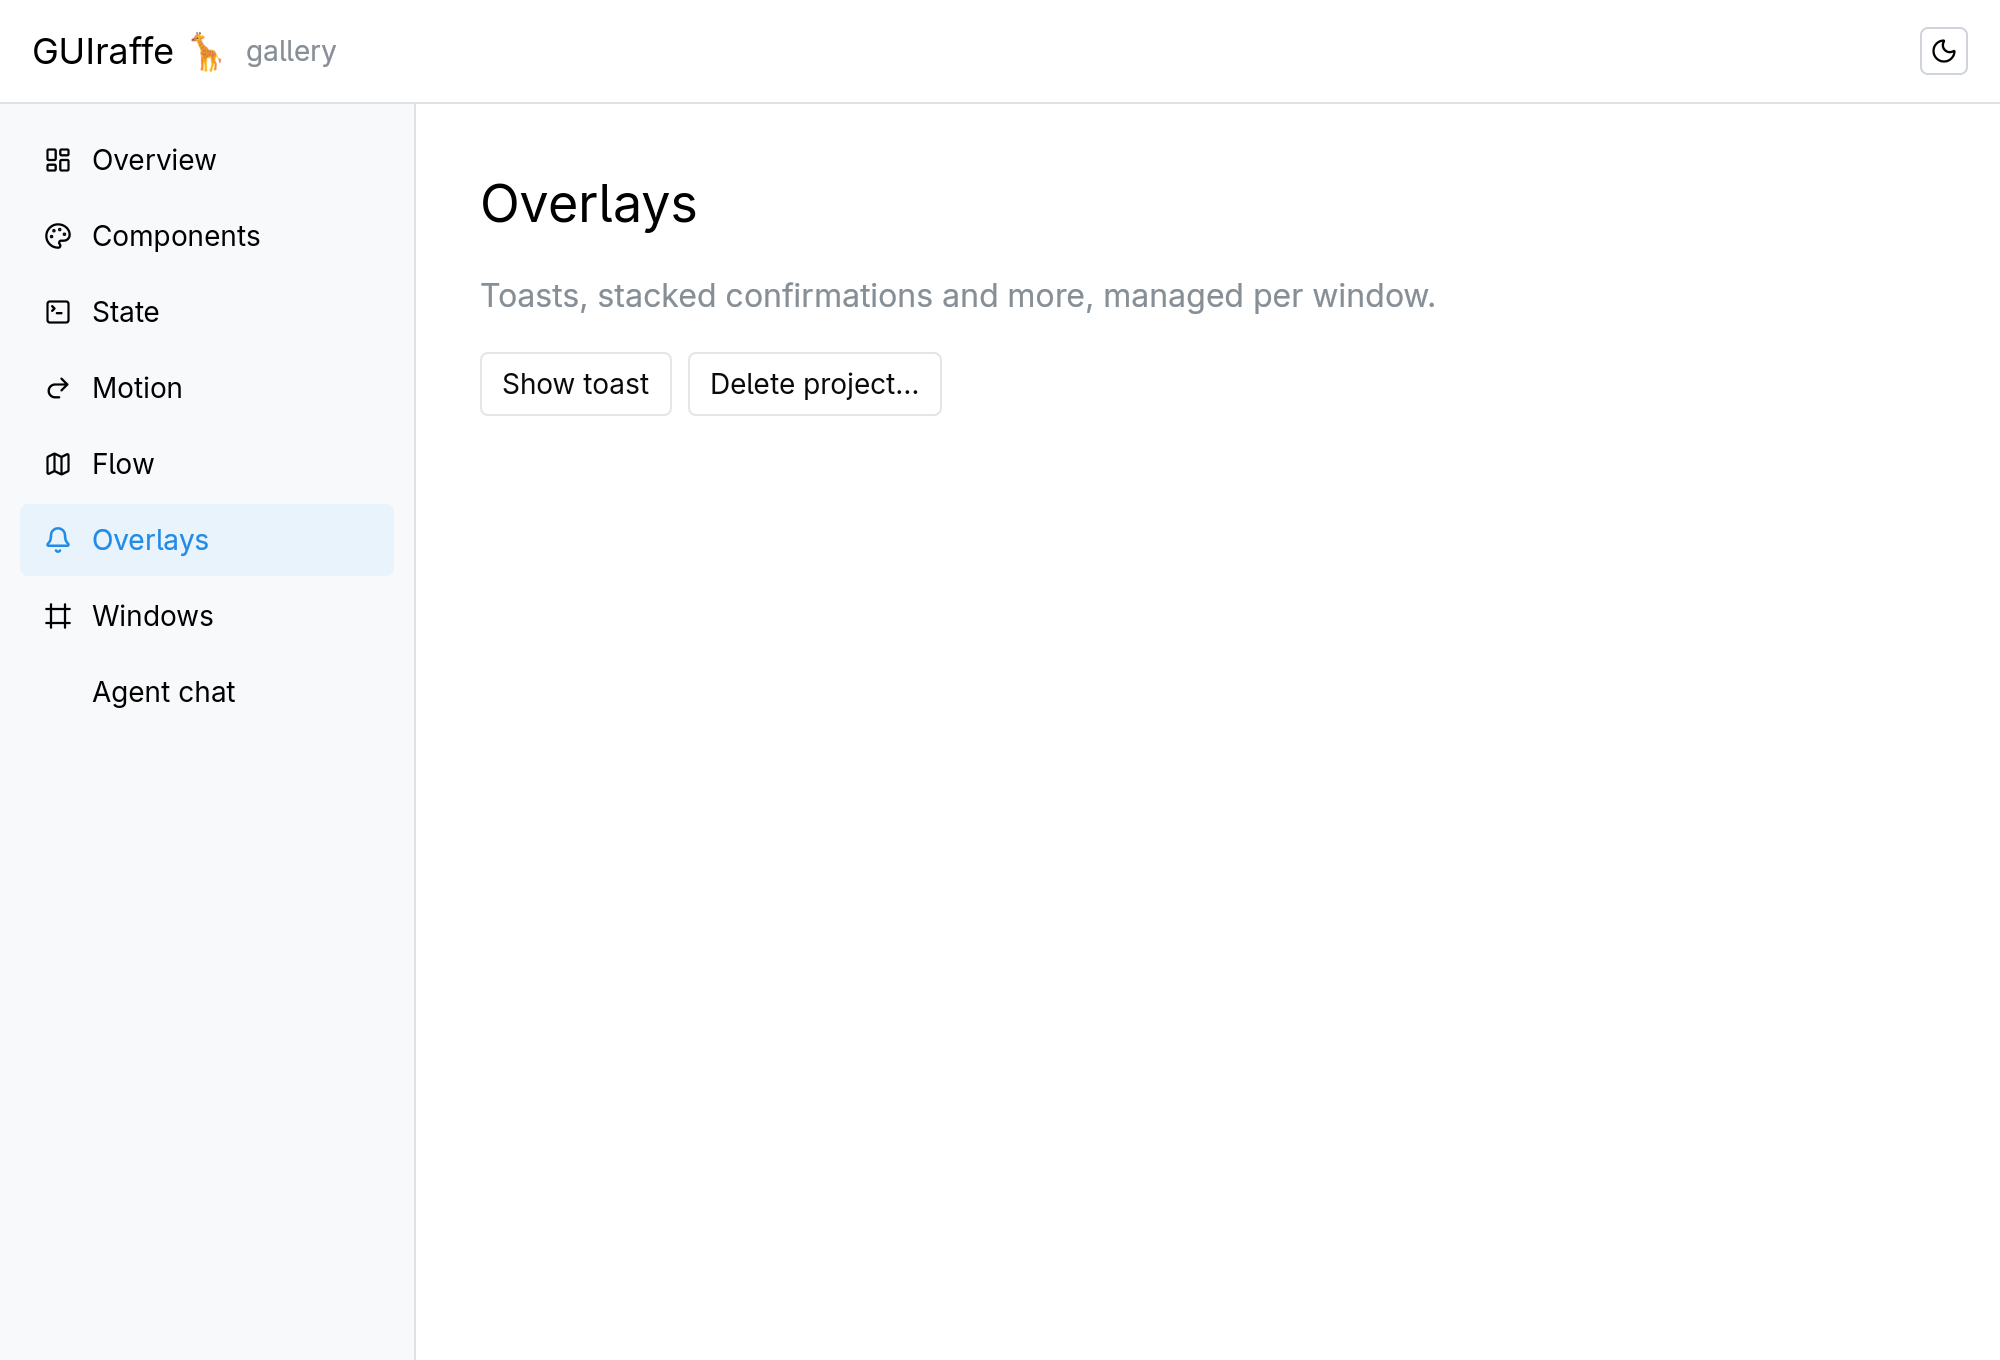 GUIraffe 🦒 gallery
Overview
Components
State
Motion
Flow
Overlays
Windows
Agent chat
Overlays
Toasts, stacked confirmations and more, managed per window.
Show toast
Delete project...